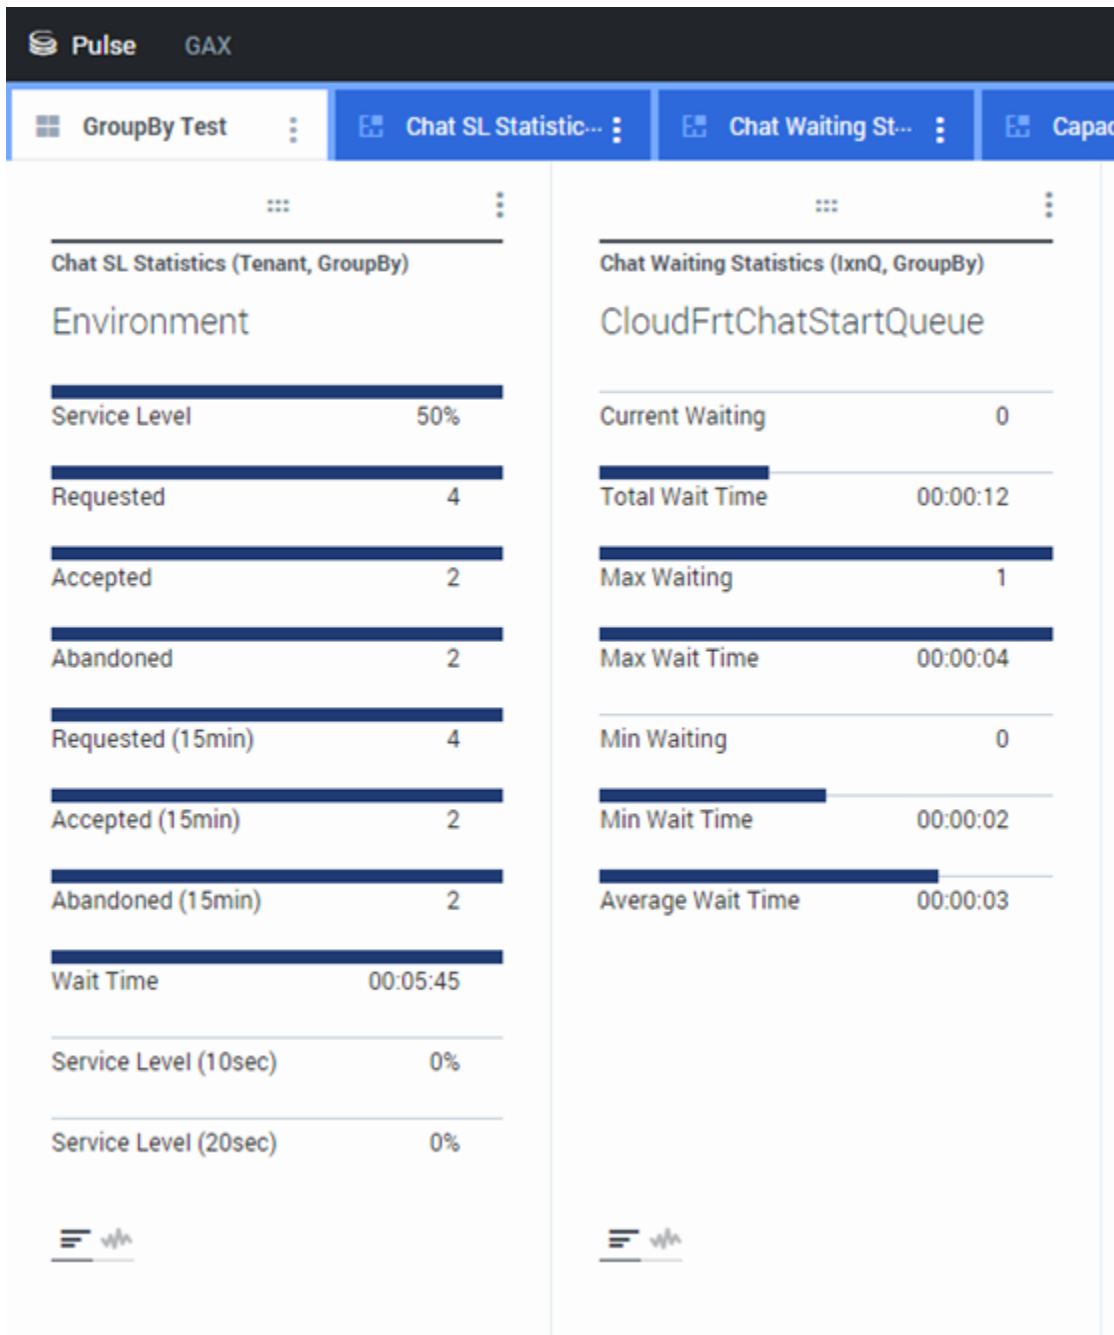 Pulse GAX
GroupBy Test Chat SL Statistic... Chat Waiting St... Capac
Chat SL Statistics (Tenant, GroupBy)
Environment
Service Level 50%
Requested 4
Accepted 2
Abandoned 2
Requested (15min) 4
Accepted (15min) 2
Abandoned (15min) 2
Wait Time 00:05:45
Service Level (10sec) 0%
Service Level (20sec) 0%
Chat Waiting Statistics (IxnQ, GroupBy)
CloudFrtChatStartQueue
Current Waiting 0
Total Wait Time 00:00:12
Max Waiting 1
Max Wait Time 00:00:04
Min Waiting 0
Min Wait Time 00:00:02
Average Wait Time 00:00:03